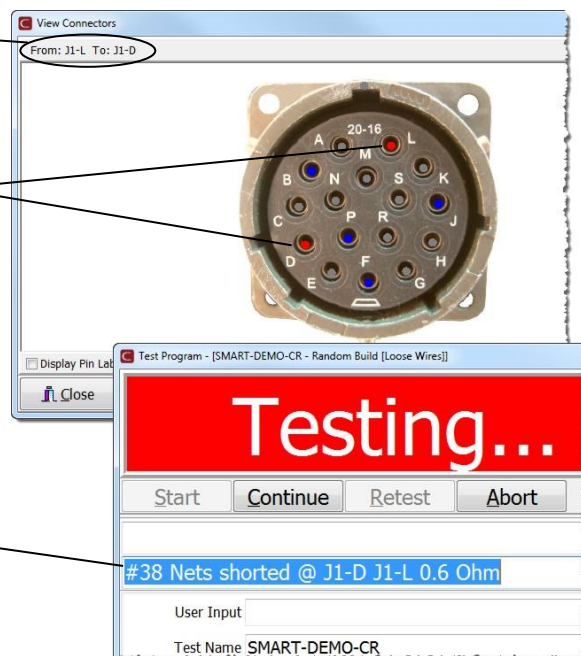 View Connectors
From: J1-L To: J1-D
20-16
A
L
M
B
N
S
K
C
P
R
J
D
F
H
E
G
Display Pin Lab
Close
Test Program - [SMART-DEMO-CR - Random Build [Loose Wires]]
Testing...
Start Continue Retest Abort
#38 Nets shorted @ J1-D J1-L 0.6 Ohm
User Input
Test Name SMART-DEMO-CR